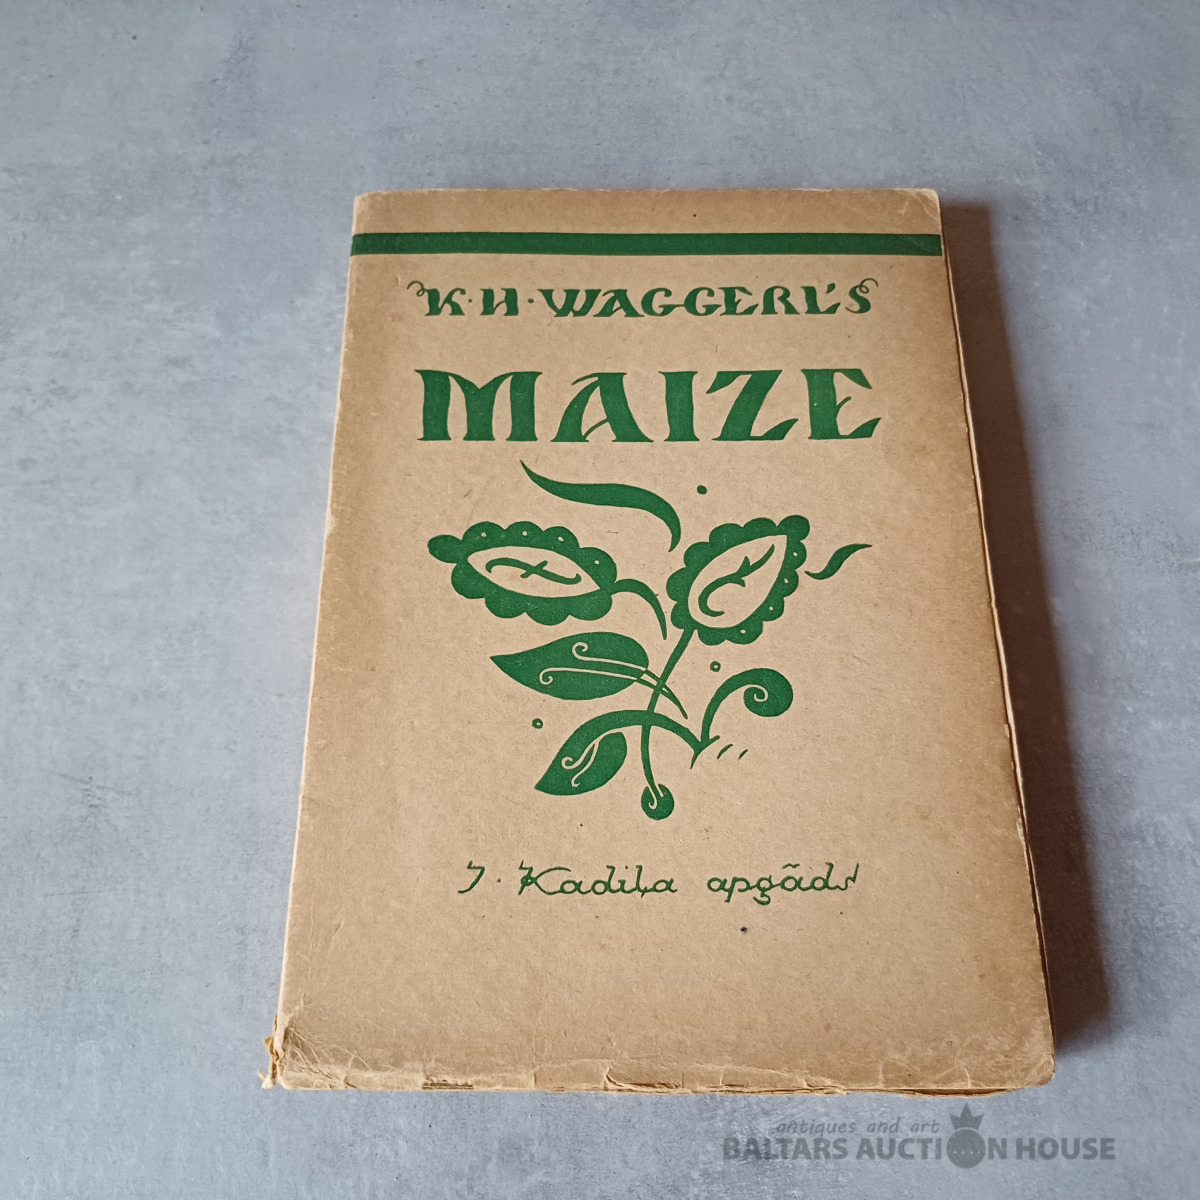 K·H·WAGGERL'S
MAIZE
J. Kadiļa apgāds
antiques and art
BALTARS AUCTION HOUSE